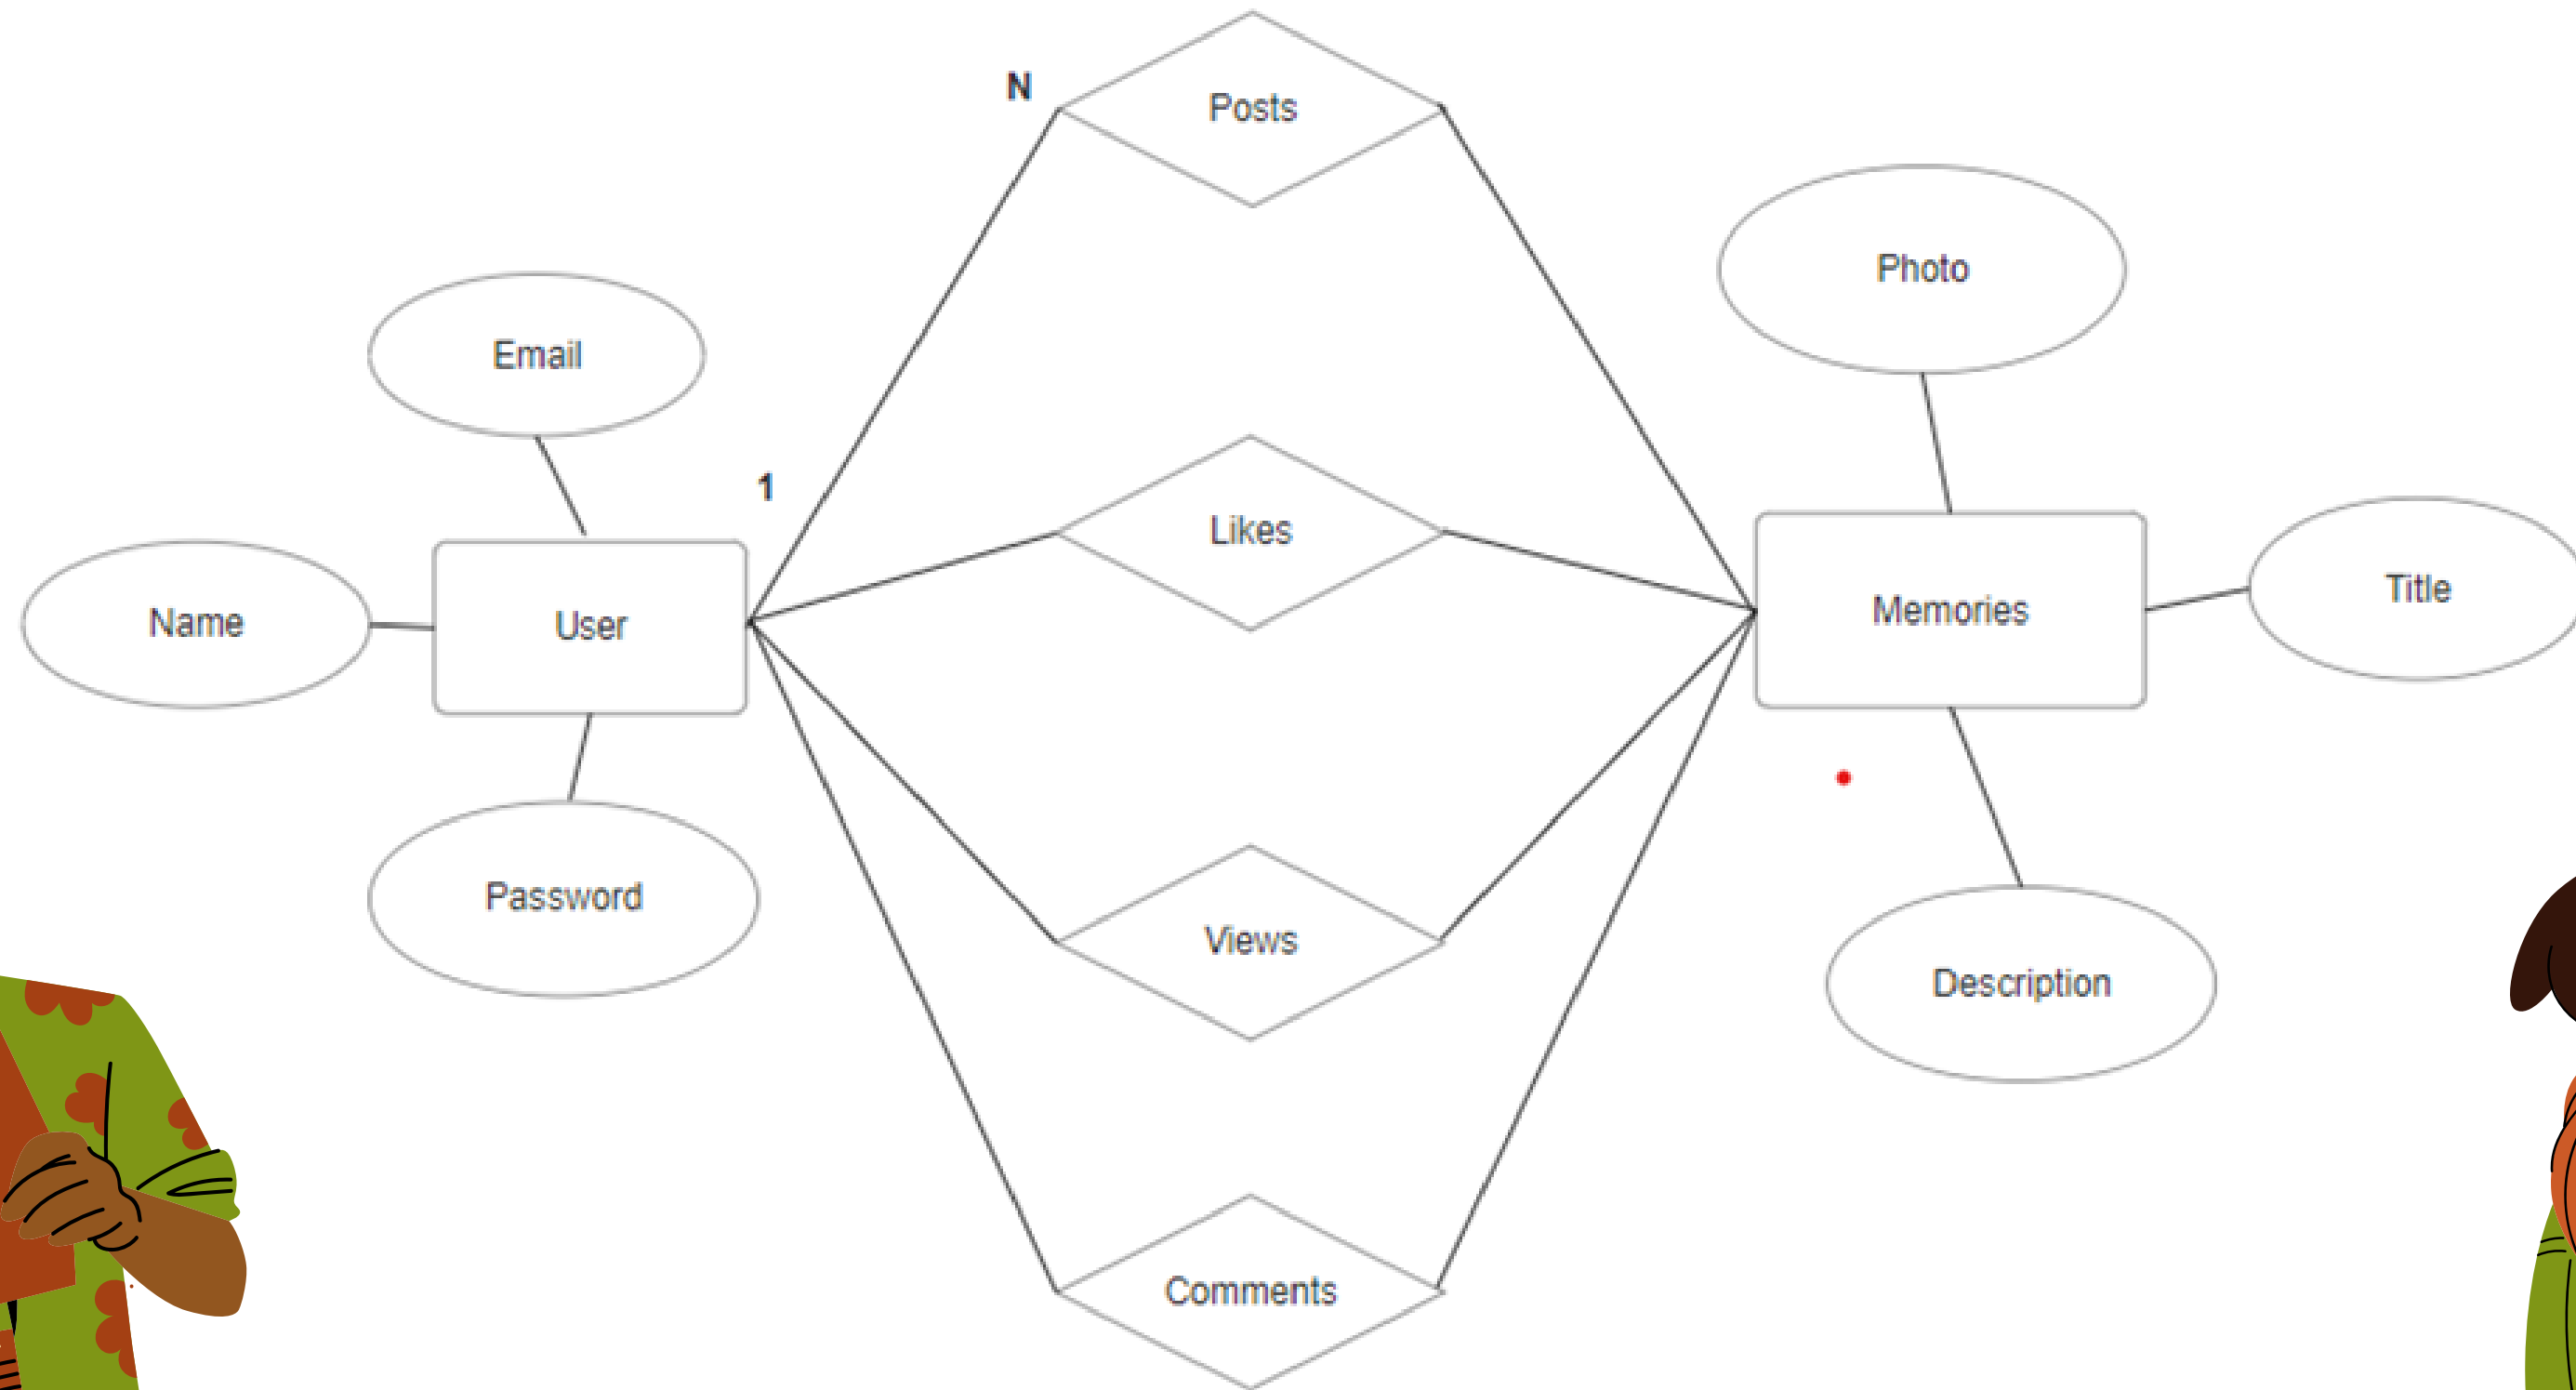 N
Posts
Photo
Email
1
Likes
Title
Name
User
Memories
Password
Views
Description
Comments